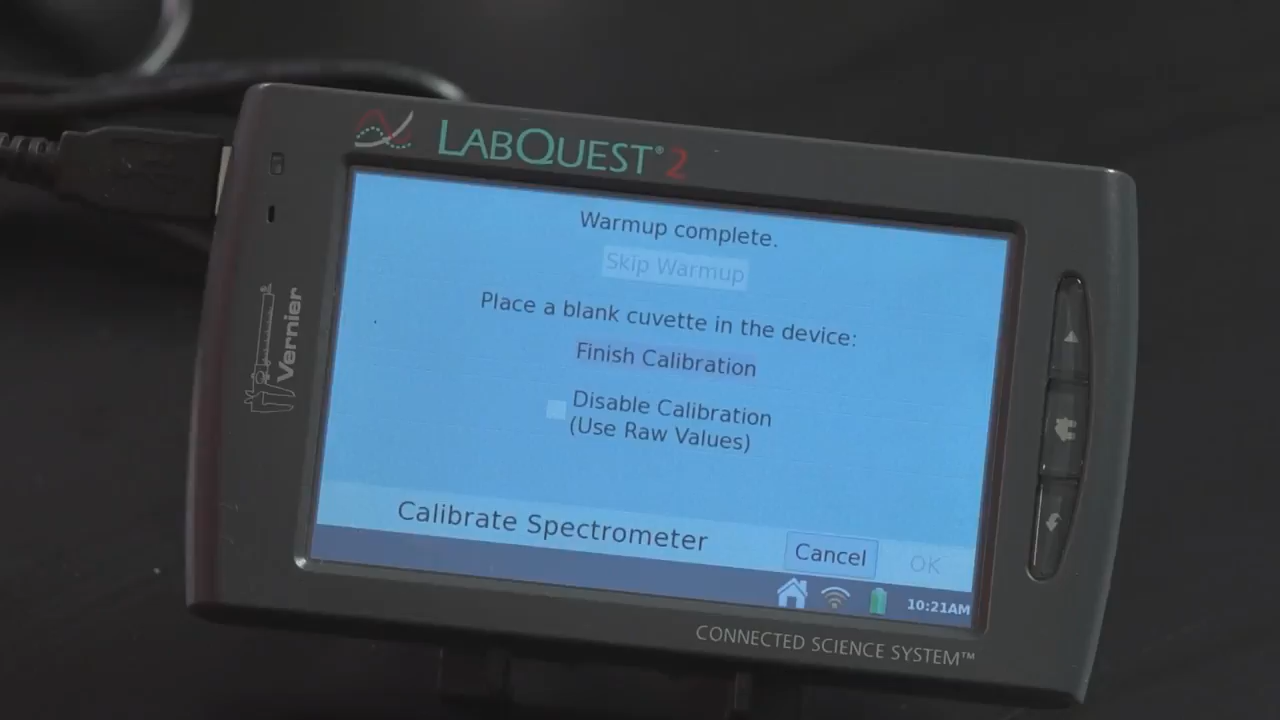 LABQUEST® 2
Vernier
Warmup complete.
Skip Warmup
Place a blank cuvette in the device:
Finish Calibration
Disable Calibration
(Use Raw Values)
Calibrate Spectrometer
Cancel
OK
10:21AM
CONNECTED SCIENCE SYSTEM™